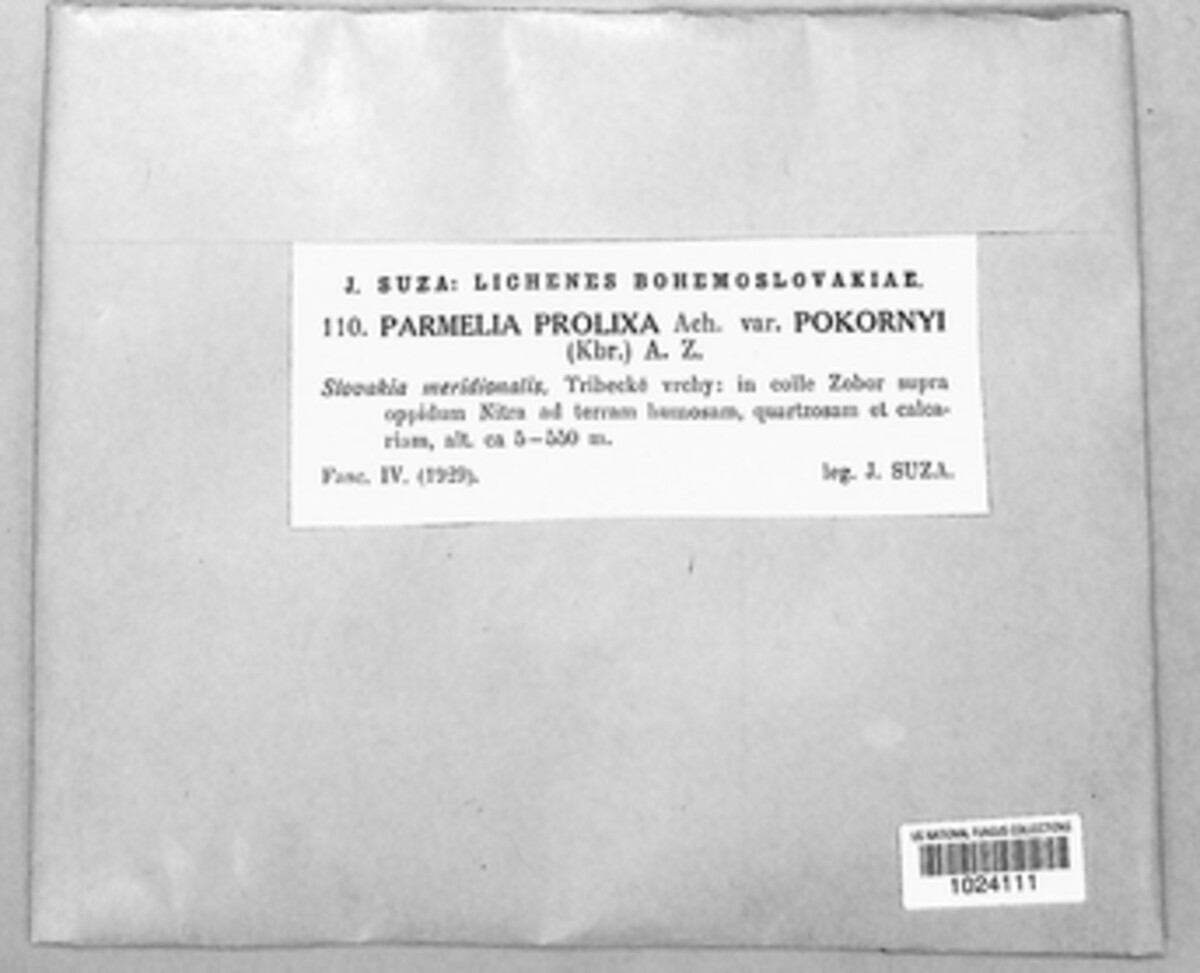 J. SUZA: LICHENES BOHEMOSLOVAKIAE.
110. PARMELIA PROLIXA Ach. var. POKORNYI
(Kbr.) A. Z.
Slovakia meridionalis. Tribecké vrchy: in colle Zobor supra
oppidum Nitra ad terram humosam, quartzosam et calca-
riam, alt. ca 5–550 m.
Fasc. IV. (1929). leg. J. SUZA.
US NATIONAL FUNGUS COLLECTIONS
1024111